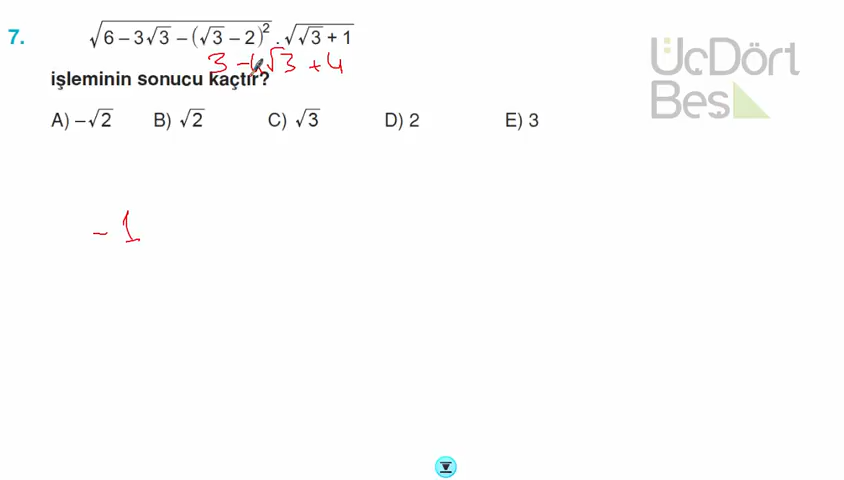 7. √(6 – 3√3 – (√3 – 2)²) . √(√3 + 1)
3 - 4√3 + 4
işleminin sonucu kaçtır?
A) –√2 B) √2 C) √3 D) 2 E) 3
- 1
ÜçDört
Beş